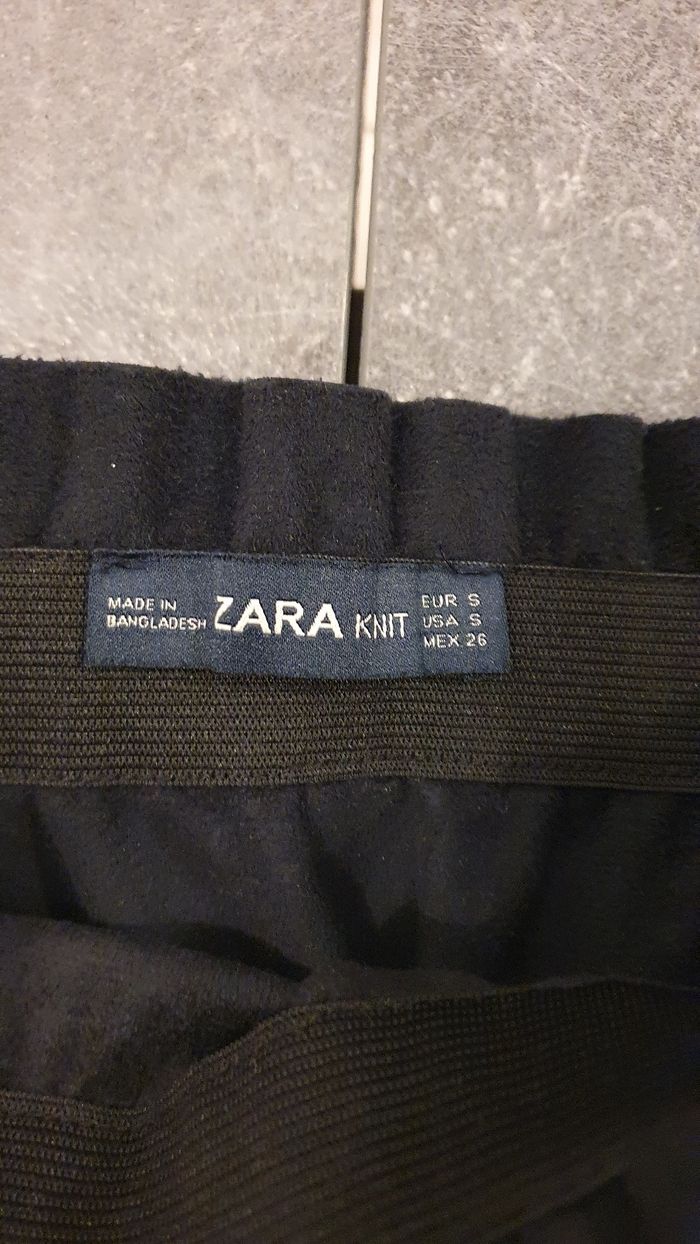 MADE IN
BANGLADESH
ZARA KNIT
EUR S
USA S
MEX 26